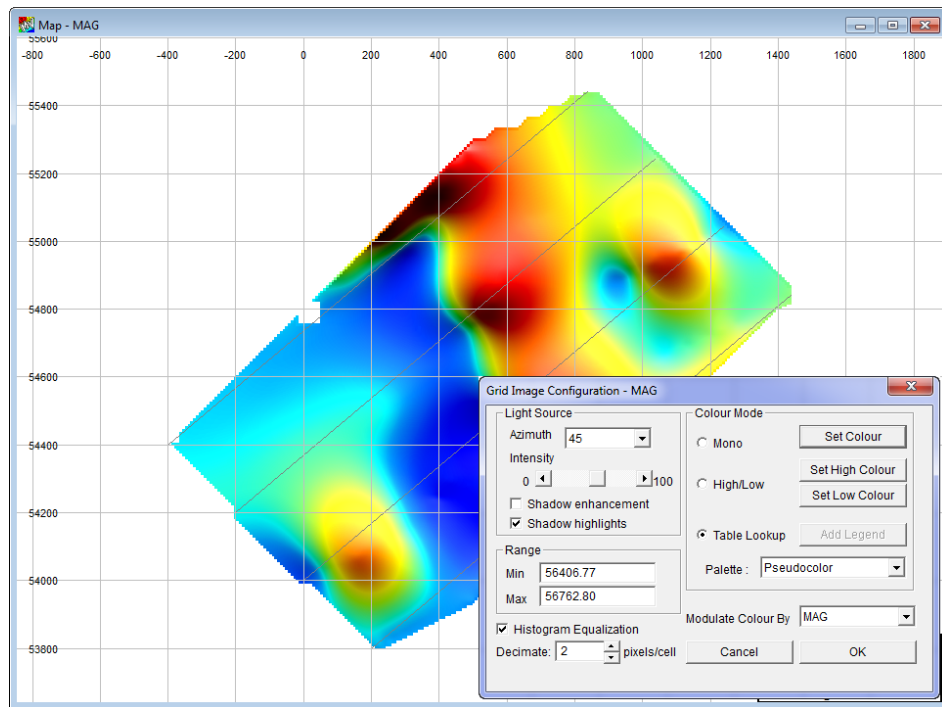 Map - MAG
55600
-800 -600 -400 -200 0 200 400 600 800 1000 1200 1400 1600 1800
55400
55200
55000
54800
54600
54400
54200
54000
53800
Grid Image Configuration - MAG
Light Source
Azimuth 45
Intensity
0 100
Shadow enhancement
Shadow highlights
Range
Min 56406.77
Max 56762.80
Histogram Equalization
Decimate: 2 pixels/cell
Colour Mode
Mono
Set Colour
High/Low
Set High Colour
Set Low Colour
Table Lookup
Add Legend
Palette : Pseudocolor
Modulate Colour By MAG
Cancel
OK